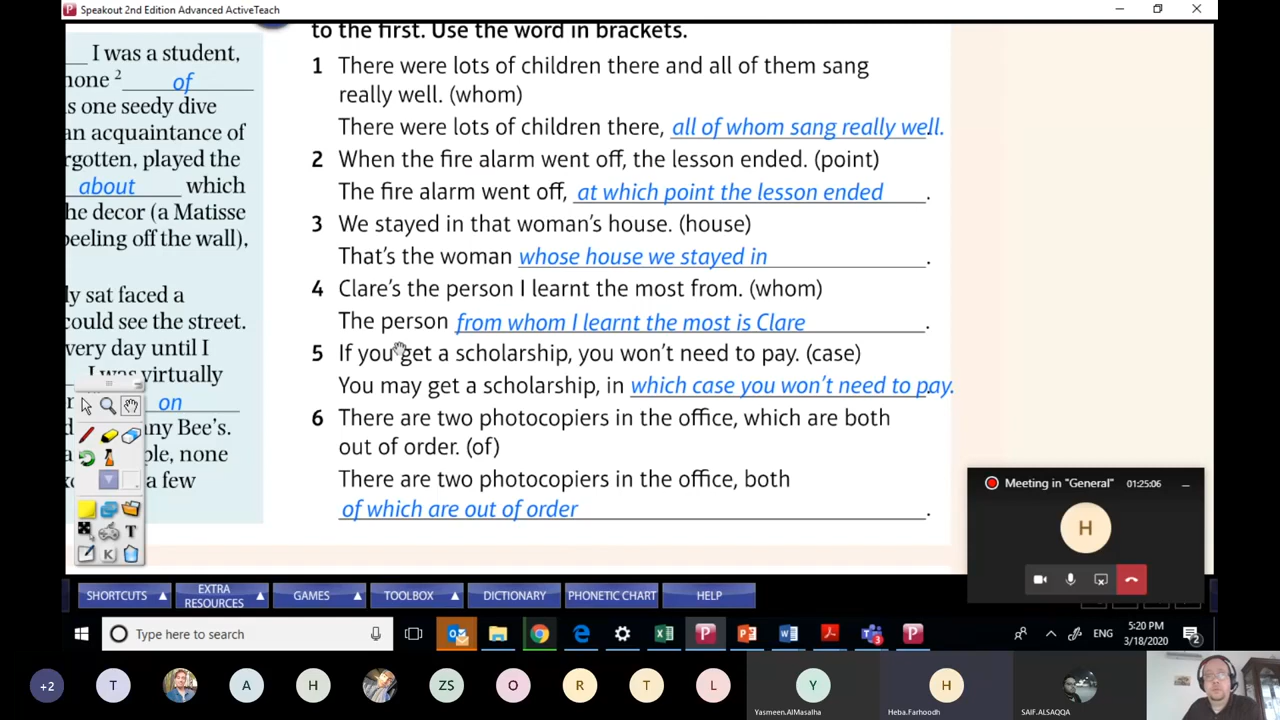 Speakout 2nd Edition Advanced ActiveTeach
I was a student,
none ² of
s one seedy dive
an acquaintance of
rgotten, played the
about which
he decor (a Matisse
peeling off the wall),
ly sat faced a
could see the street.
very day until I
I was virtually
on
ny Bee's.
ple, none
a few
to the first. Use the word in brackets.
1 There were lots of children there and all of them sang
really well. (whom)
There were lots of children there, all of whom sang really well.
2 When the fire alarm went off, the lesson ended. (point)
The fire alarm went off, at which point the lesson ended.
3 We stayed in that woman's house. (house)
That's the woman whose house we stayed in.
4 Clare's the person I learnt the most from. (whom)
The person from whom I learnt the most is Clare.
5 If you get a scholarship, you won't need to pay. (case)
You may get a scholarship, in which case you won't need to pay.
6 There are two photocopiers in the office, which are both
out of order. (of)
There are two photocopiers in the office, both
of which are out of order.
Meeting in "General" 01:25:06
H
SHORTCUTS EXTRA RESOURCES GAMES TOOLBOX DICTIONARY PHONETIC CHART HELP
Type here to search
ENG
5:20 PM
3/18/2020
+2 T A H ZS O R T L Y H
Yasmeen.AlMasalha Heba.Farhoodh SAIF.ALSAQQA